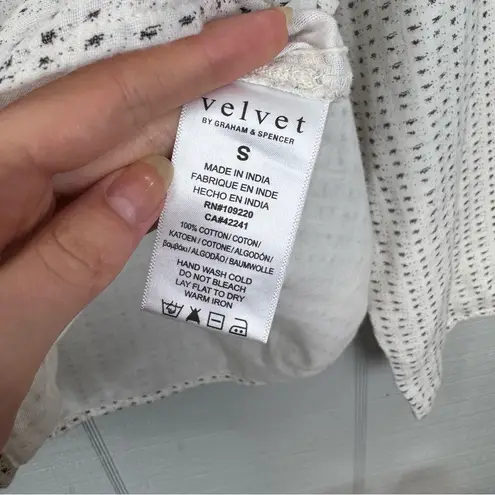 velvet
BY GRAHAM & SPENCER
S
MADE IN INDIA
FABRIQUE EN INDE
HECHO EN INDIA
RN#109220
CA#42241
100% COTTON/COTON/
KATOEN/COTONE/ALGODÓN/
βαμβάκι/ALGODÃO/BAUMWOLLE
HAND WASH COLD
DO NOT BLEACH
LAY FLAT TO DRY
WARM IRON